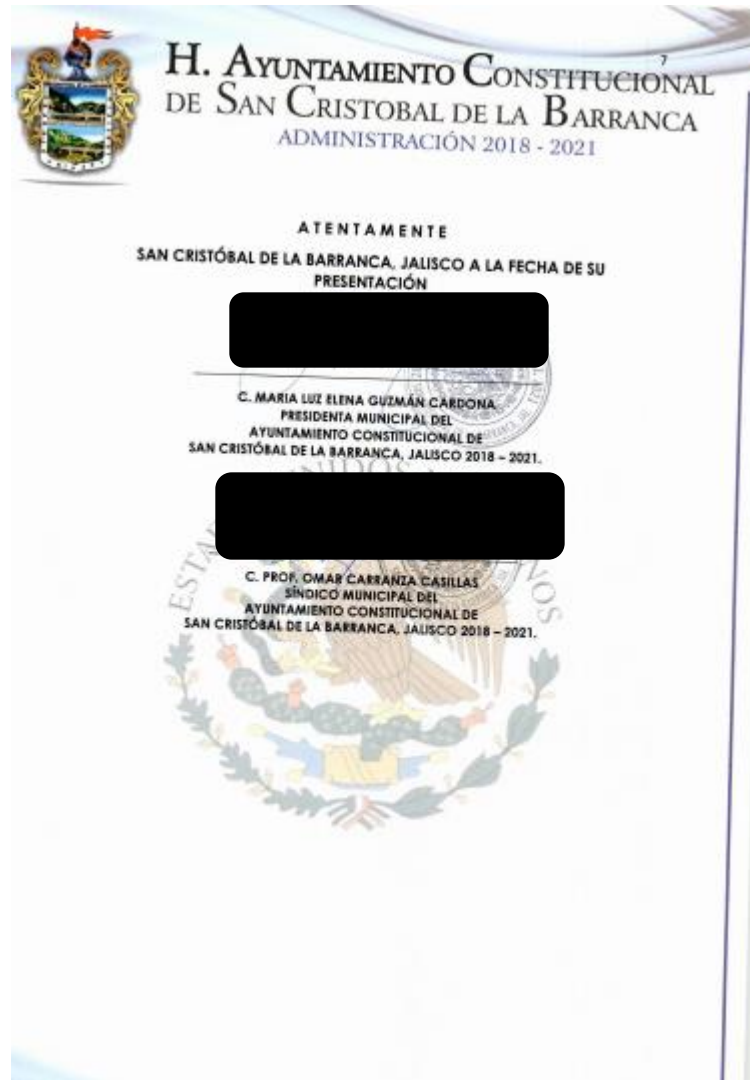 7
H. AYUNTAMIENTO CONSTITUCIONAL
DE SAN CRISTOBAL DE LA BARRANCA
ADMINISTRACIÓN 2018 - 2021
ATENTAMENTE
SAN CRISTÓBAL DE LA BARRANCA, JALISCO A LA FECHA DE SU
PRESENTACIÓN
C. MARIA LUZ ELENA GUZMÁN CARDONA
PRESIDENTA MUNICIPAL DEL
AYUNTAMIENTO CONSTITUCIONAL DE
SAN CRISTÓBAL DE LA BARRANCA, JALISCO 2018 – 2021.
C. PROF. OMAR CARRANZA CASILLAS
SÍNDICO MUNICIPAL DEL
AYUNTAMIENTO CONSTITUCIONAL DE
SAN CRISTÓBAL DE LA BARRANCA, JALISCO 2018 – 2021.